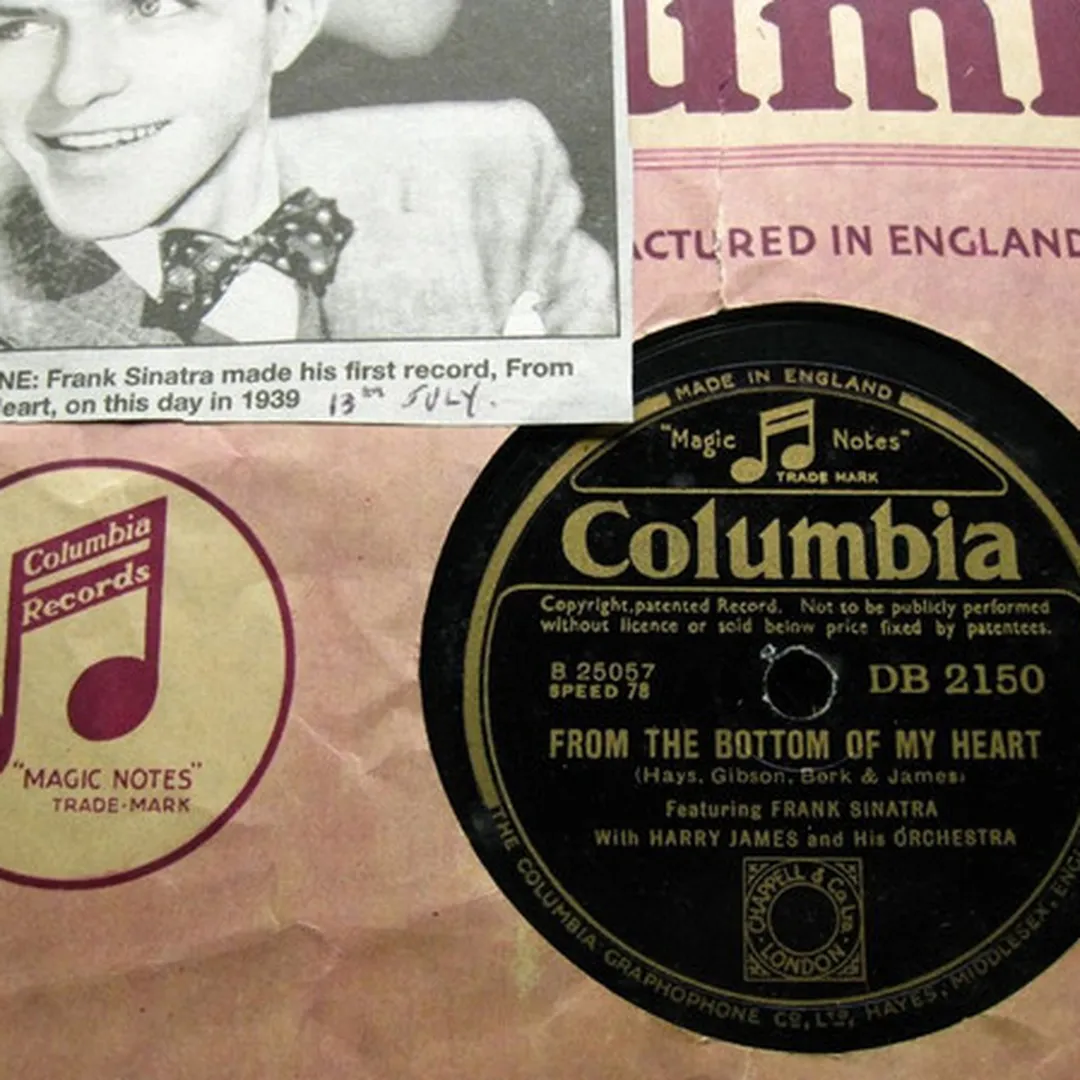 um
ACTURED IN ENGLAND
NE: Frank Sinatra made his first record, From
eart, on this day in 1939 13th JULY.
Columbia
Records
"MAGIC NOTES"
TRADE-MARK
MADE IN ENGLAND
"Magic Notes"
TRADE MARK
Columbia
Copyright,patented Record. Not to be publicly performed
without licence or sold below price fixed by patentees.
B 25057
SPEED 78
DB 2150
FROM THE BOTTOM OF MY HEART
(Hays, Gibson, Bork & James)
Featuring FRANK SINATRA
With HARRY JAMES and His ORCHESTRA
CHAPPELL & Co Ltd
LONDON
THE COLUMBIA GRAPHOPHONE CO., LTD., HAYES, MIDDLESEX, ENG